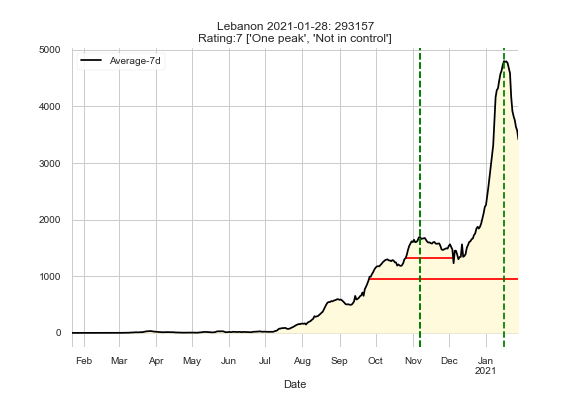 Lebanon 2021-01-28: 293157
Rating:7 ['One peak', 'Not in control']
5000
Average-7d
4000
3000
2000
1000
0
Feb Mar Apr May Jun Jul Aug Sep Oct Nov Dec Jan
2021
Date